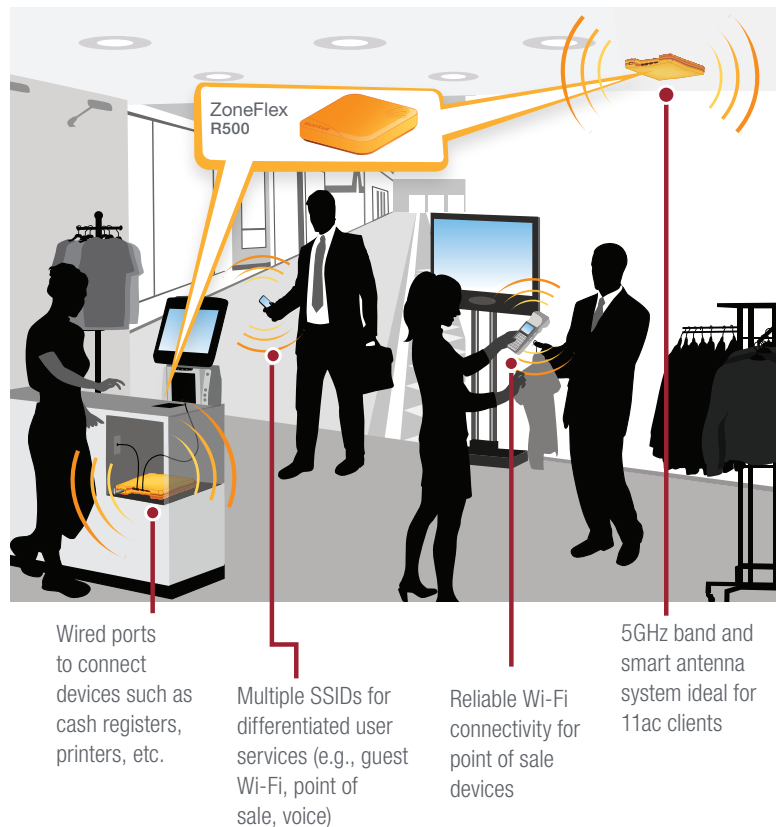 ZoneFlex
R500
Wired ports
to connect
devices such as
cash registers,
printers, etc.
Multiple SSIDs for
differentiated user
services (e.g., guest
Wi-Fi, point of
sale, voice)
Reliable Wi-Fi
connectivity for
point of sale
devices
5GHz band and
smart antenna
system ideal for
11ac clients